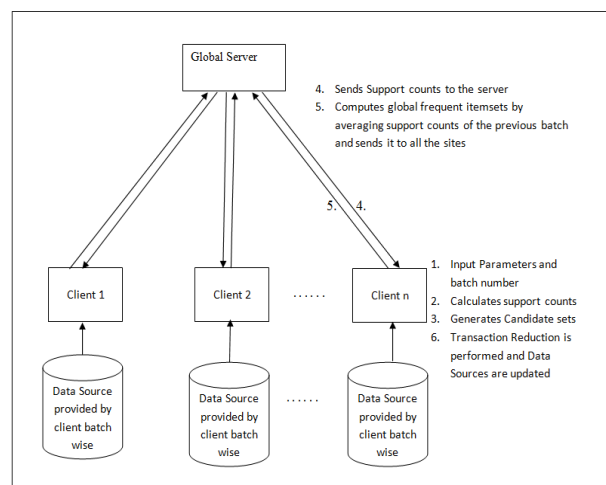 Global Server
4. Sends Support counts to the server
5. Computes global frequent itemsets by
averaging support counts of the previous batch
and sends it to all the sites
5.
4.
Client 1
Client 2
......
Client n
1. Input Parameters and
batch number
2. Calculates support counts
3. Generates Candidate sets
6. Transaction Reduction is
performed and Data
Sources are updated
Data Source
provided by
client batch
wise
Data Source
provided by
client batch
wise
......
Data Source
provided by
client batch
wise